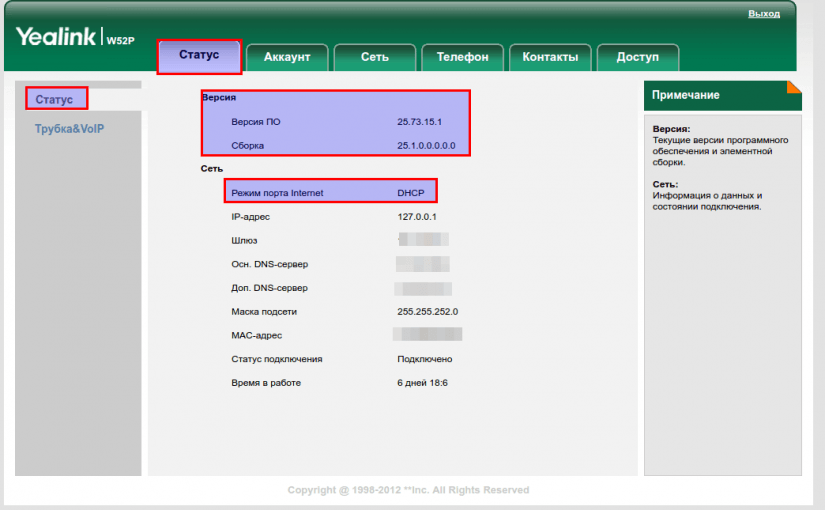 Выход
Yealink W52P
Статус Аккаунт Сеть Телефон Контакты Доступ
Статус
Трубка&VoIP
Версия
Версия ПО 25.73.15.1
Сборка 25.1.0.0.0.0.0
Сеть
Режим порта Internet DHCP
IP-адрес 127.0.0.1
Шлюз
Осн. DNS-сервер
Доп. DNS-сервер
Маска подсети 255.255.252.0
MAC-адрес
Статус подключения Подключено
Время в работе 6 дней 18:6
Примечание
Версия:
Текущие версии программного
обеспечения и элементной
сборки.
Сеть:
Информация о данных и
состоянии подключения.
Copyright @ 1998-2012 **Inc. All Rights Reserved